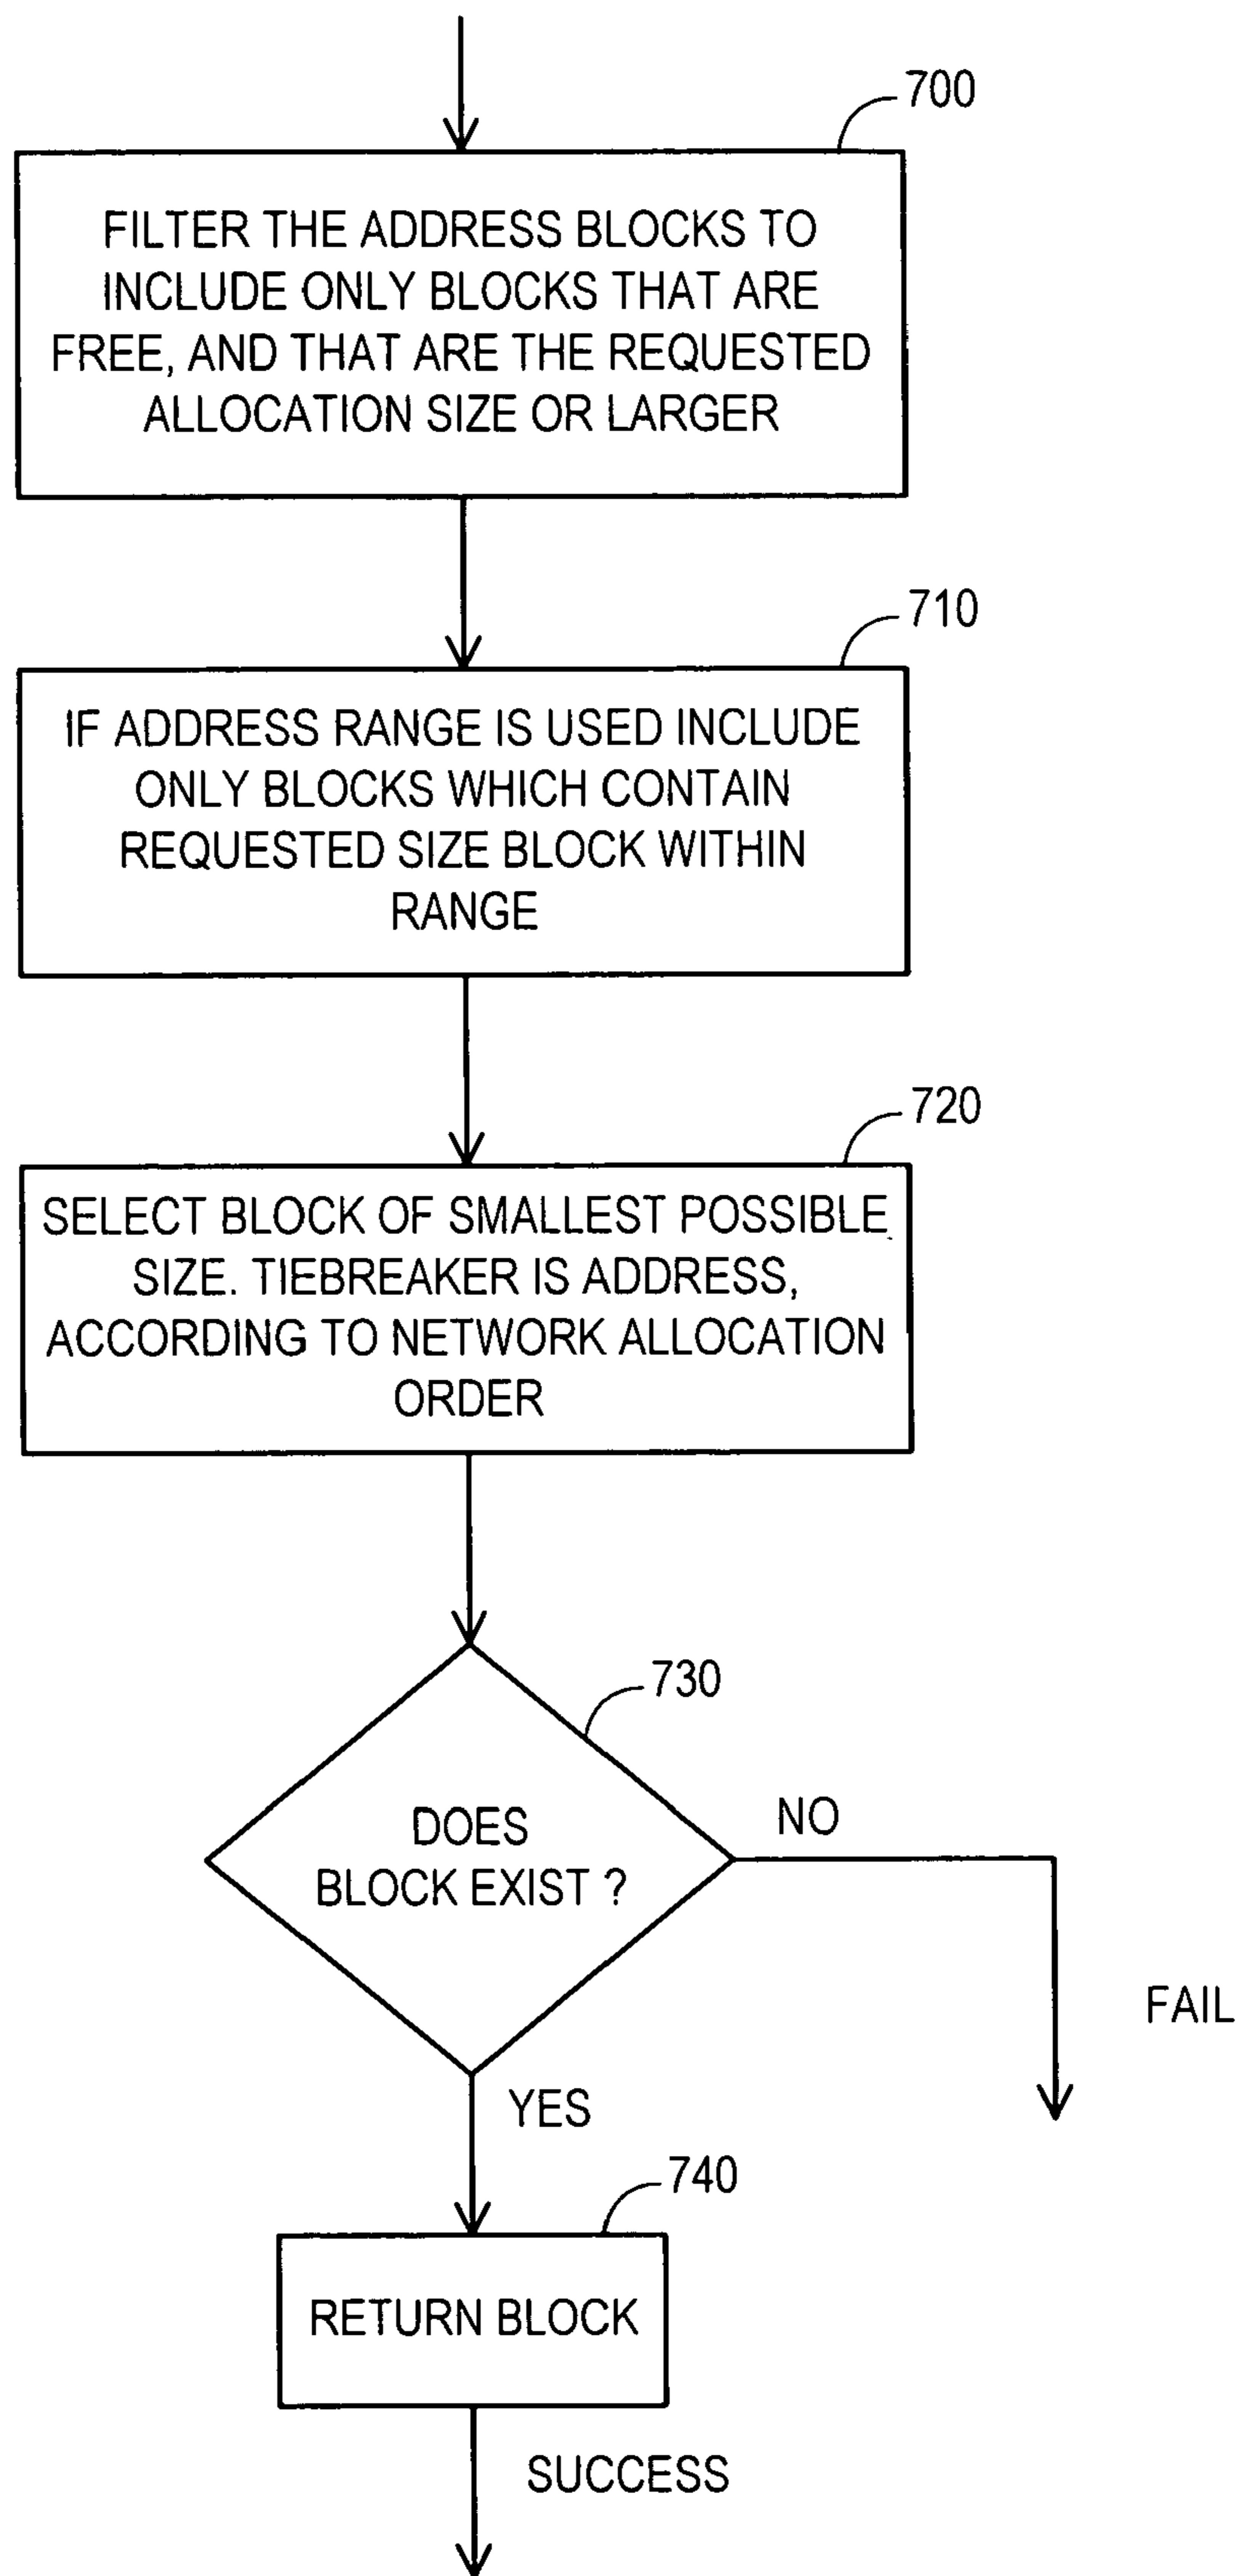 700
FILTER THE ADDRESS BLOCKS TO
INCLUDE ONLY BLOCKS THAT ARE
FREE, AND THAT ARE THE REQUESTED
ALLOCATION SIZE OR LARGER
710
IF ADDRESS RANGE IS USED INCLUDE
ONLY BLOCKS WHICH CONTAIN
REQUESTED SIZE BLOCK WITHIN
RANGE
720
SELECT BLOCK OF SMALLEST POSSIBLE
SIZE. TIEBREAKER IS ADDRESS,
ACCORDING TO NETWORK ALLOCATION
ORDER
730
DOES
BLOCK EXIST ?
NO
FAIL
YES
740
RETURN BLOCK
SUCCESS